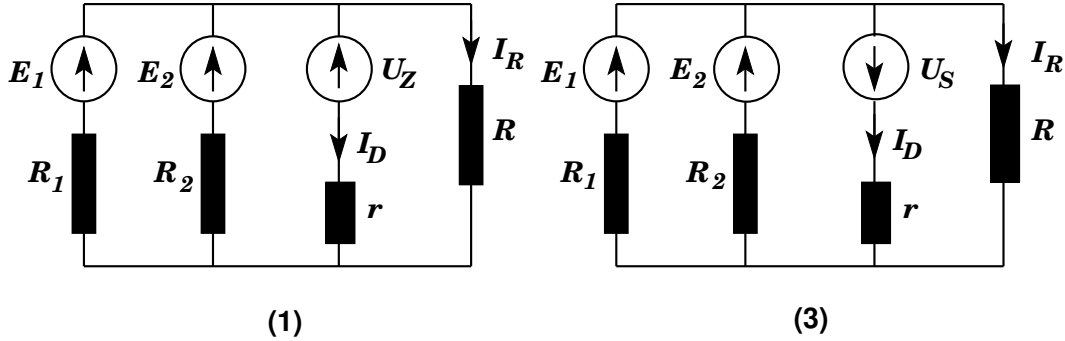 E1 E2 UZ IR
R1 R2 ID R
r
(1)
E1 E2 US IR
R1 R2 ID R
r
(3)